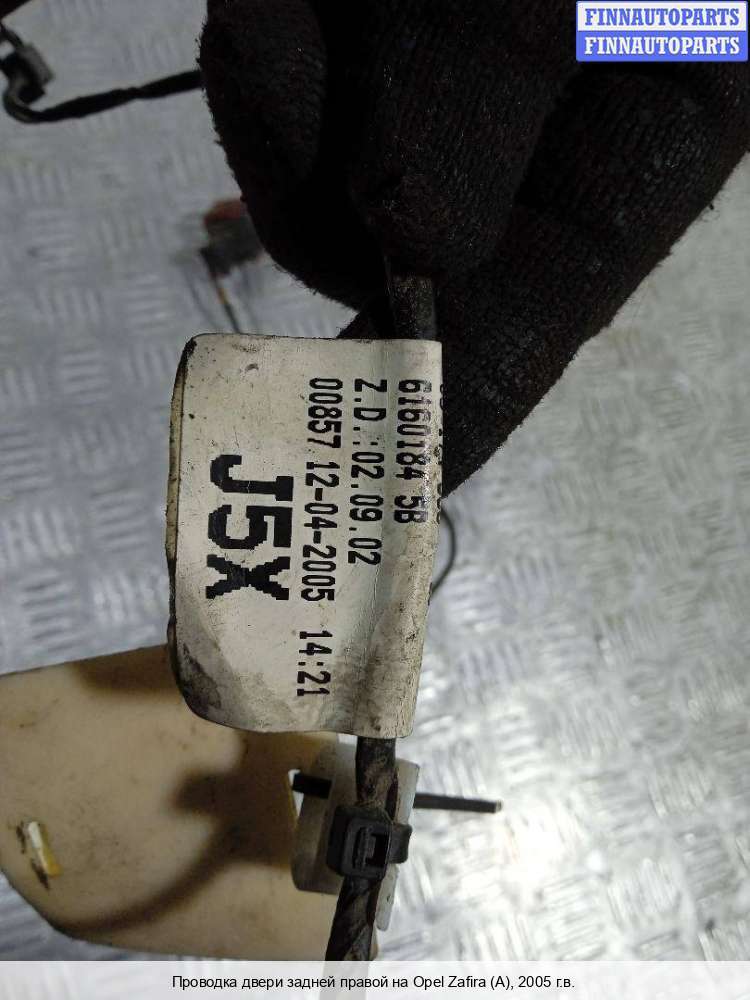 FINNAUTOPARTS
FINNAUTOPARTS
6160184 5B
Z.D.:02.09.02
00857 12-04-2005 14:21
J5X
Проводка двери задней правой на Opel Zafira (A), 2005 г.в.